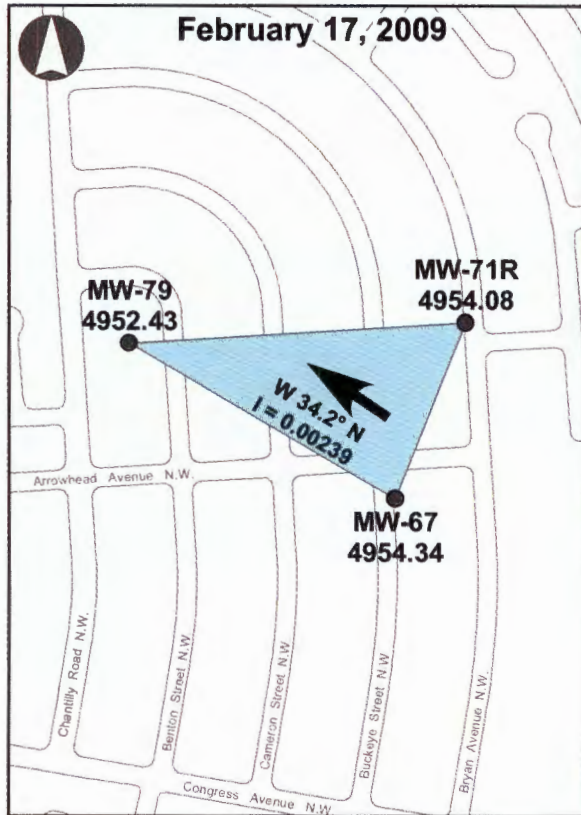 February 17, 2009
MW-71R
4954.08
MW-79
4952.43
W 34.2° N
I = 0.00239
Arrowhead Avenue N.W.
MW-67
4954.34
Chantilly Road N.W.
Benton Street N.W.
Cameron Street N.W.
Buckeye Street N.W
Bryan Avenue N.W.
Congress Avenue N.W.